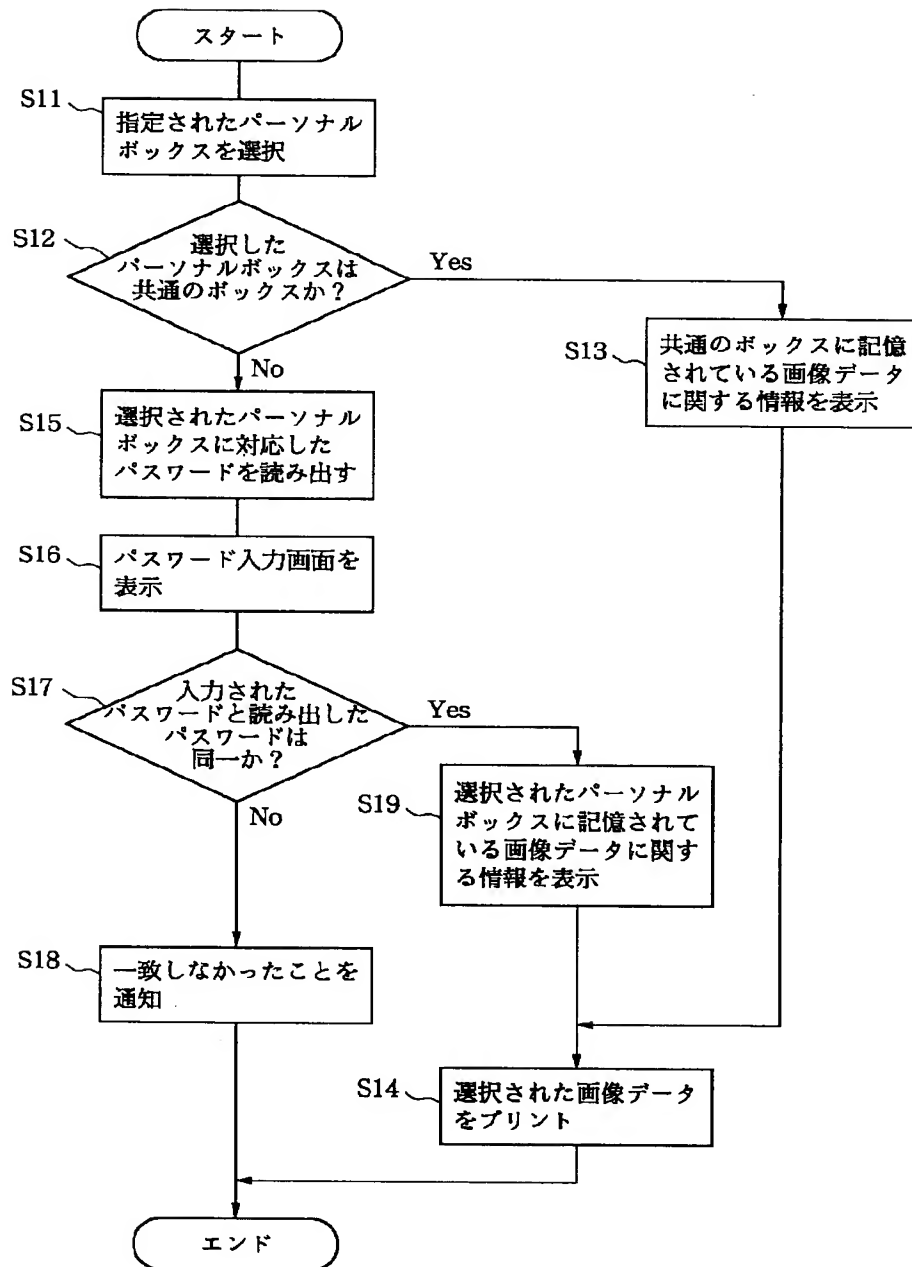 スタート
S11
指定されたパーソナル
ボックスを選択
S12
選択した
パーソナルボックスは
共通のボックスか？
Yes
No
S13
共通のボックスに記憶
されている画像データ
に関する情報を表示
S15
選択されたパーソナル
ボックスに対応した
パスワードを読み出す
S16
パスワード入力画面を
表示
S17
入力された
パスワードと読み出した
パスワードは
同一か？
Yes
No
S19
選択されたパーソナル
ボックスに記憶されて
いる画像データに関す
る情報を表示
S18
一致しなかったことを
通知
S14
選択された画像データ
をプリント
エンド